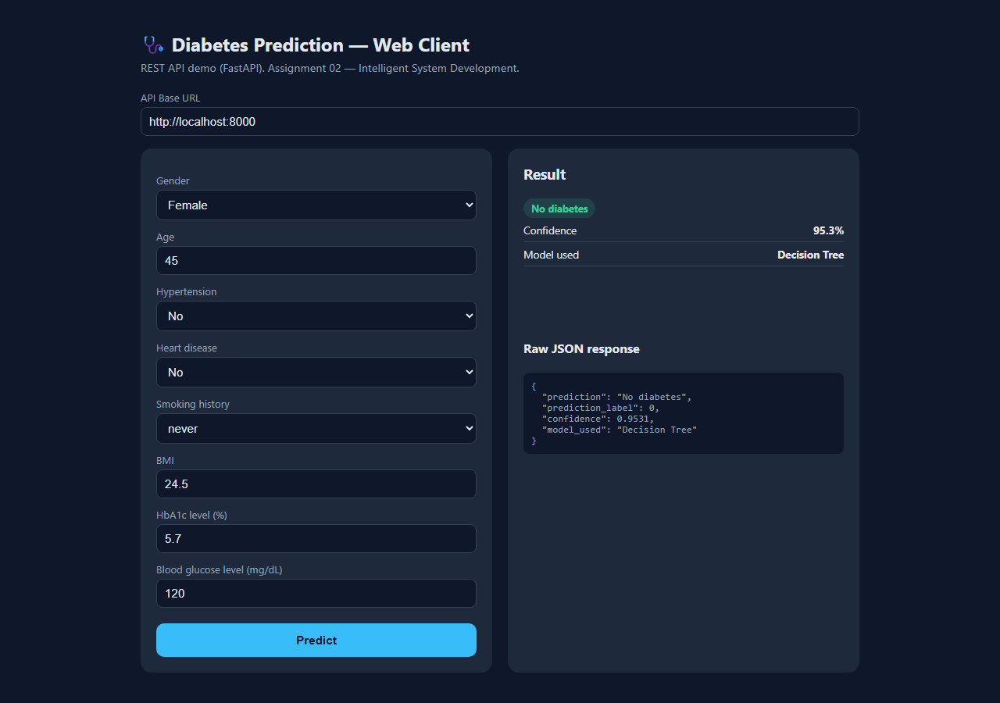 🩺 Diabetes Prediction — Web Client
REST API demo (FastAPI). Assignment 02 — Intelligent System Development.
API Base URL
http://localhost:8000
Gender
Female
Age
45
Hypertension
No
Heart disease
No
Smoking history
never
BMI
24.5
HbA1c level (%)
5.7
Blood glucose level (mg/dL)
120
Predict
Result
No diabetes
Confidence 95.3%
Model used Decision Tree
Raw JSON response
{
  "prediction": "No diabetes",
  "prediction_label": 0,
  "confidence": 0.9531,
  "model_used": "Decision Tree"
}